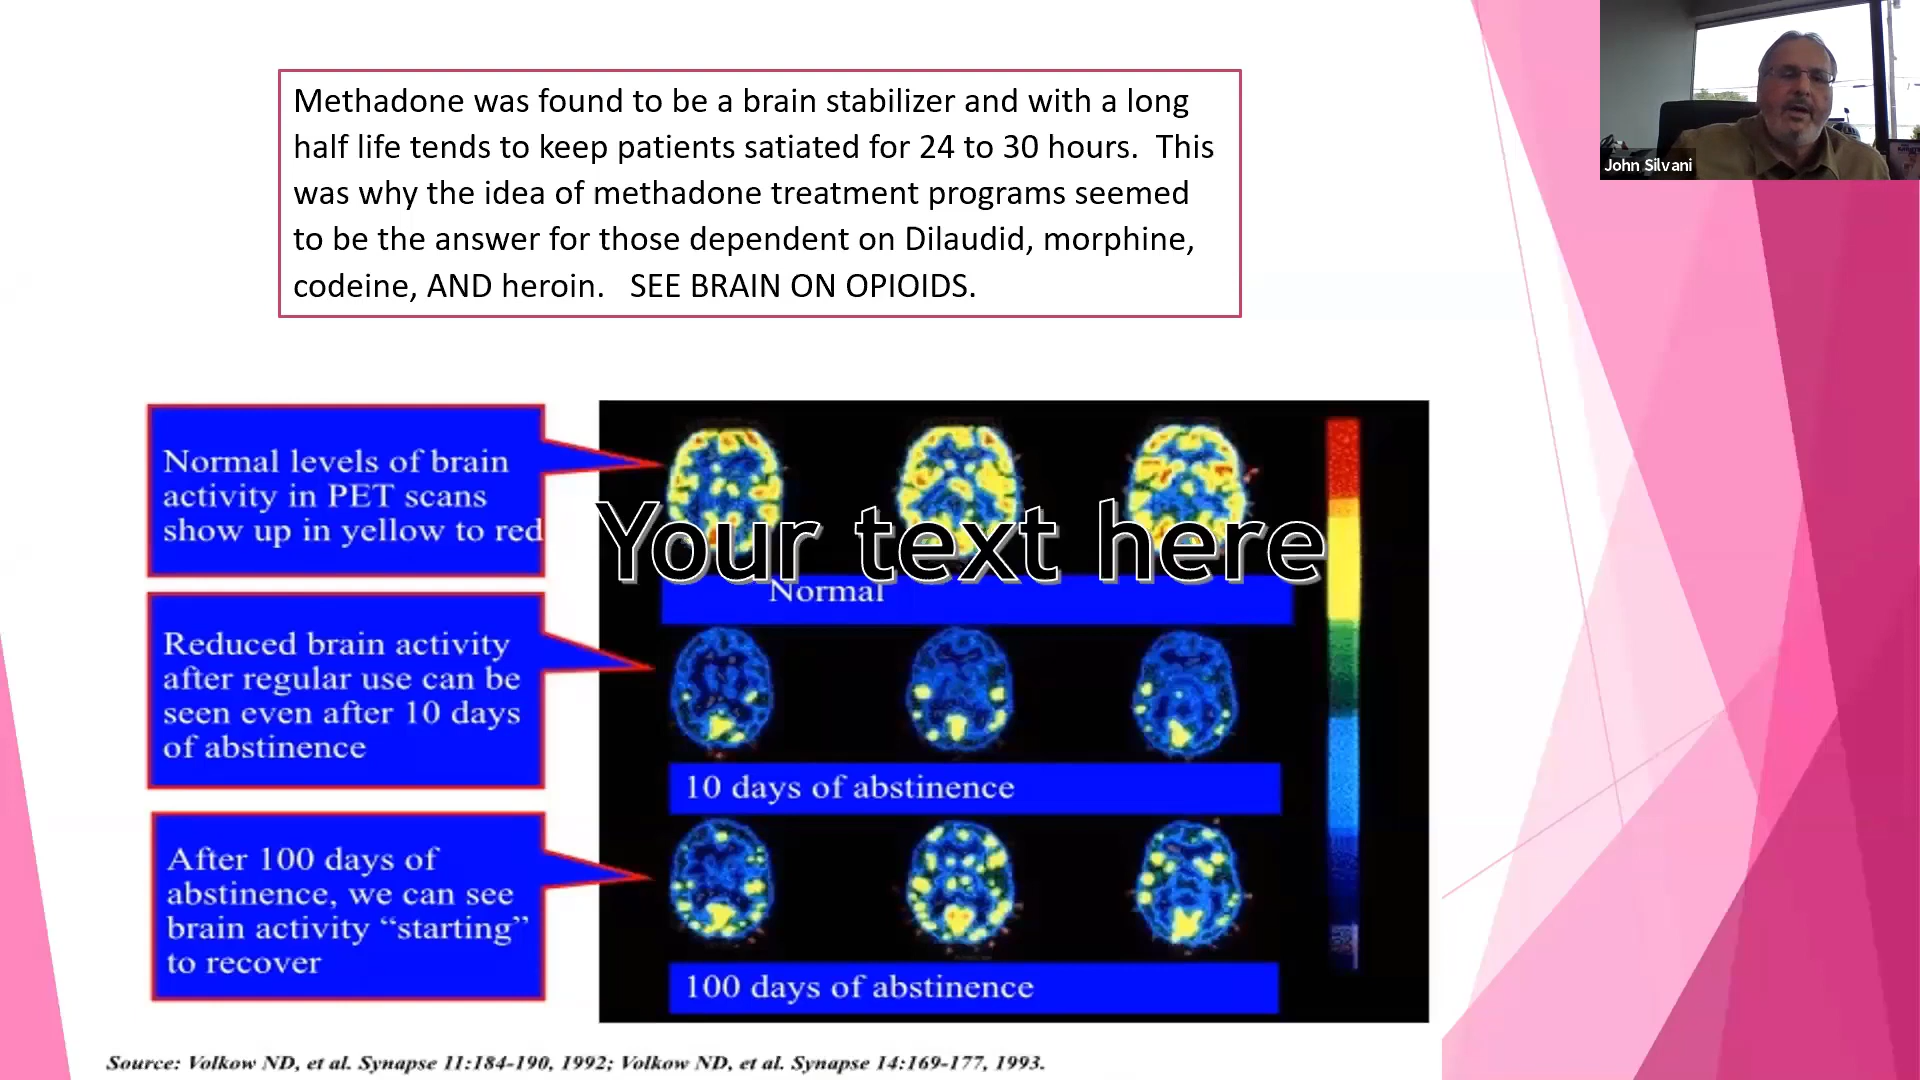 Methadone was found to be a brain stabilizer and with a long
half life tends to keep patients satiated for 24 to 30 hours.  This
was why the idea of methadone treatment programs seemed
to be the answer for those dependent on Dilaudid, morphine,
codeine, AND heroin.   SEE BRAIN ON OPIOIDS.
John Silvani
Normal levels of brain
activity in PET scans
show up in yellow to red
Your text here
Normal
Reduced brain activity
after regular use can be
seen even after 10 days
of abstinence
10 days of abstinence
After 100 days of
abstinence, we can see
brain activity “starting”
to recover
100 days of abstinence
Source: Volkow ND, et al. Synapse 11:184-190, 1992; Volkow ND, et al. Synapse 14:169-177, 1993.